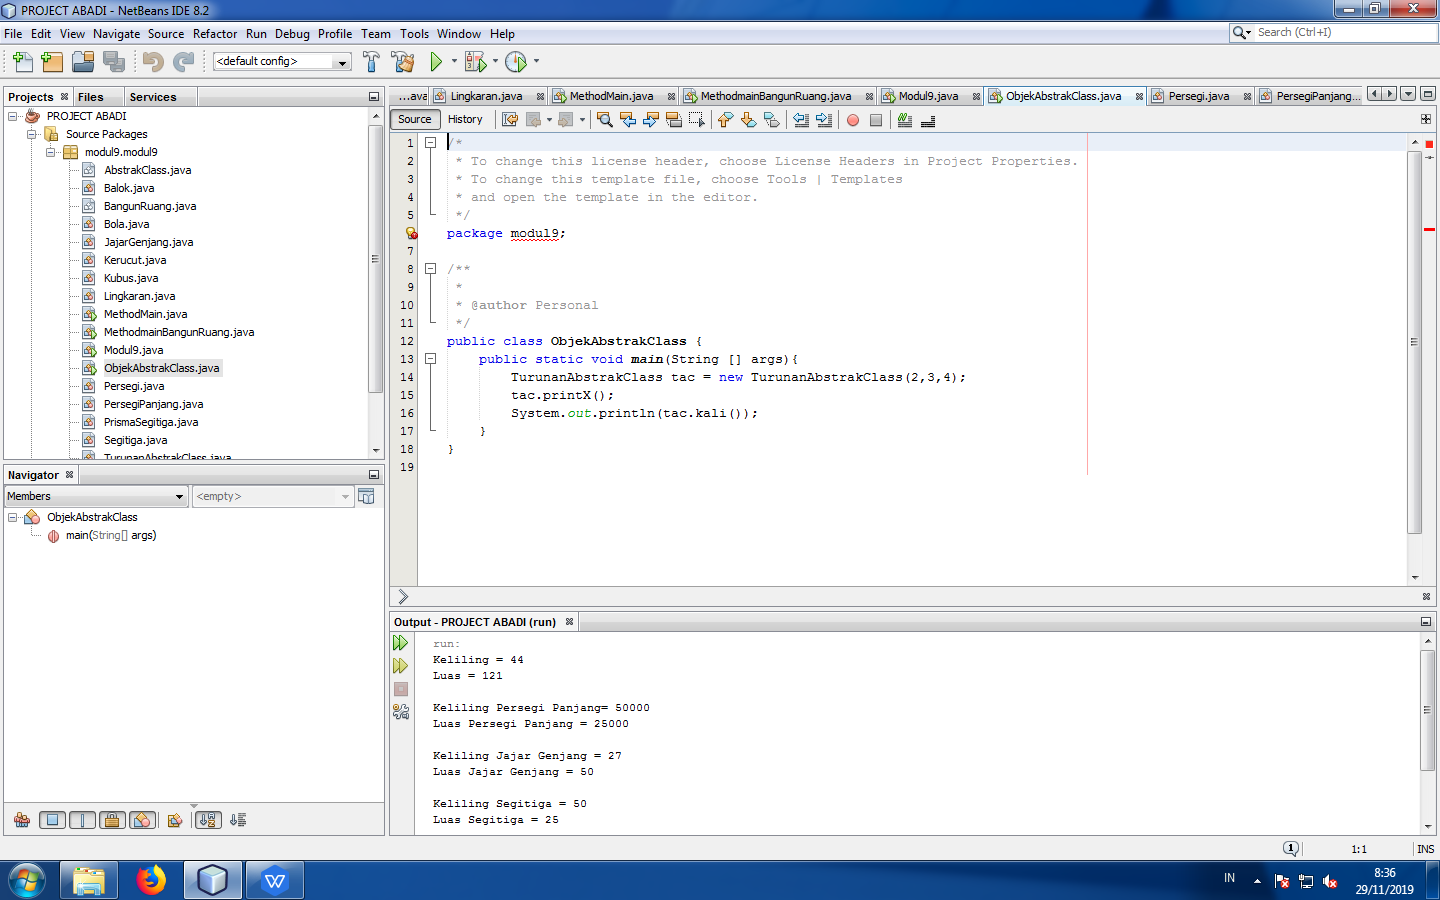 PROJECT ABADI - NetBeans IDE 8.2
File Edit View Navigate Source Refactor Run Debug Profile Team Tools Window Help
Search (Ctrl+I)
<default config>
Projects Files Services
PROJECT ABADI
Source Packages
modul9.modul9
AbstrakClass.java
Balok.java
BangunRuang.java
Bola.java
JajarGenjang.java
Kerucut.java
Kubus.java
Lingkaran.java
MethodMain.java
MethodmainBangunRuang.java
Modul9.java
ObjekAbstrakClass.java
Persegi.java
PersegiPanjang.java
PrismaSegitiga.java
Segitiga.java
TurunanAbstrakClass.java
Navigator
Members
<empty>
ObjekAbstrakClass
main(String[] args)
...ava Lingkaran.java MethodMain.java MethodmainBangunRuang.java Modul9.java ObjekAbstrakClass.java Persegi.java PersegiPanjang...
Source History
1 /*
2 * To change this license header, choose License Headers in Project Properties.
3 * To change this template file, choose Tools | Templates
4 * and open the template in the editor.
5 */
package modul9;
7
8 /**
9 *
10 * @author Personal
11 */
12 public class ObjekAbstrakClass {
13 public static void main(String [] args){
14 TurunanAbstrakClass tac = new TurunanAbstrakClass(2,3,4);
15 tac.printX();
16 System.out.println(tac.kali());
17 }
18 }
19
Output - PROJECT ABADI (run)
run:
Keliling = 44
Luas = 121
Keliling Persegi Panjang= 50000
Luas Persegi Panjang = 25000
Keliling Jajar Genjang = 27
Luas Jajar Genjang = 50
Keliling Segitiga = 50
Luas Segitiga = 25
1
1:1
INS
IN
8:36
29/11/2019